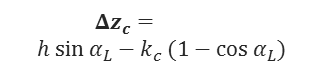 Δz_c =
h sin α_L − k_c (1 − cos α_L)